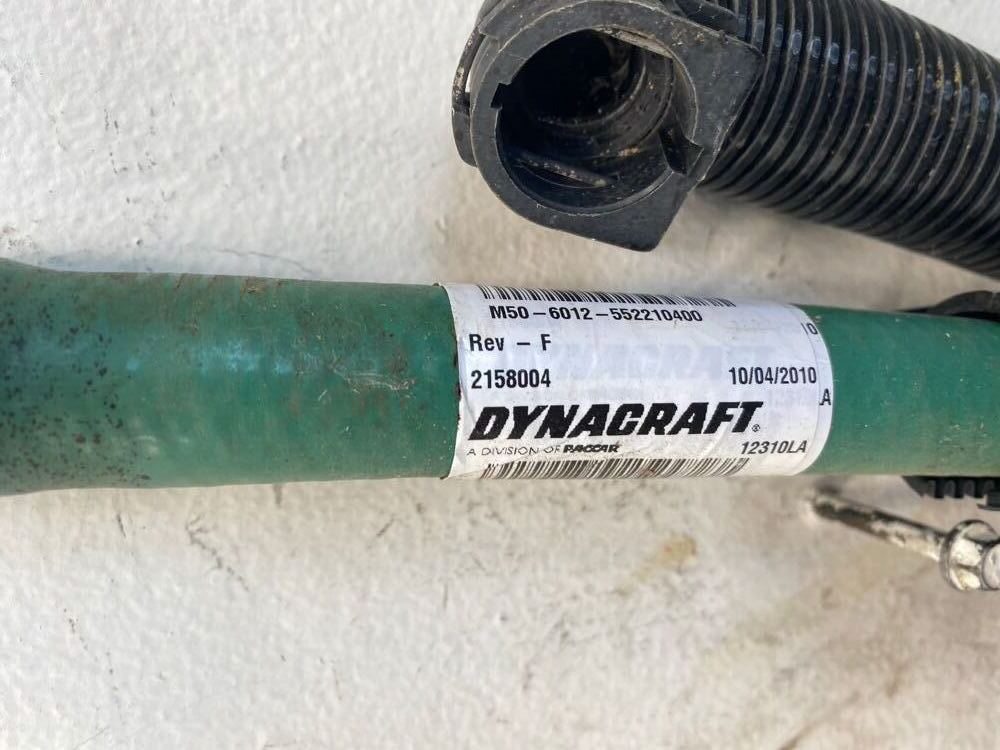 M50-6012-552210400
Rev - F
2158004
10/04/2010
DYNACRAFT®
A DIVISION OF PACCAR
12310LA